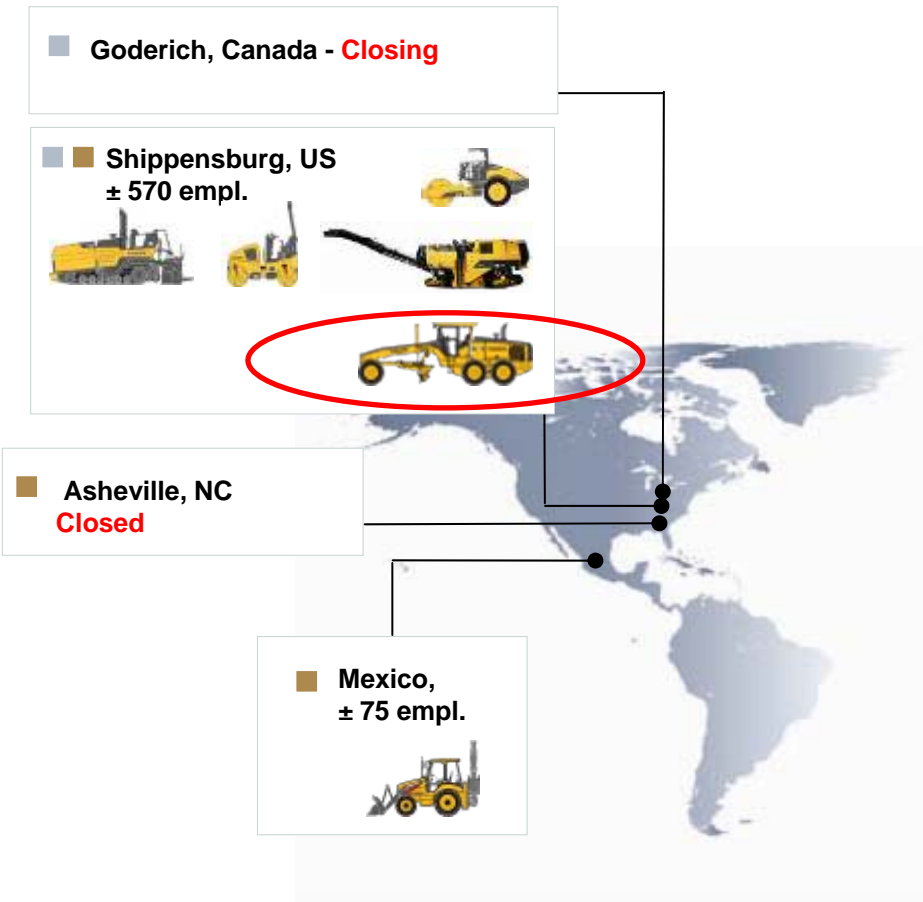 Goderich, Canada - Closing
Shippensburg, US
± 570 empl.
Asheville, NC
Closed
Mexico,
± 75 empl.